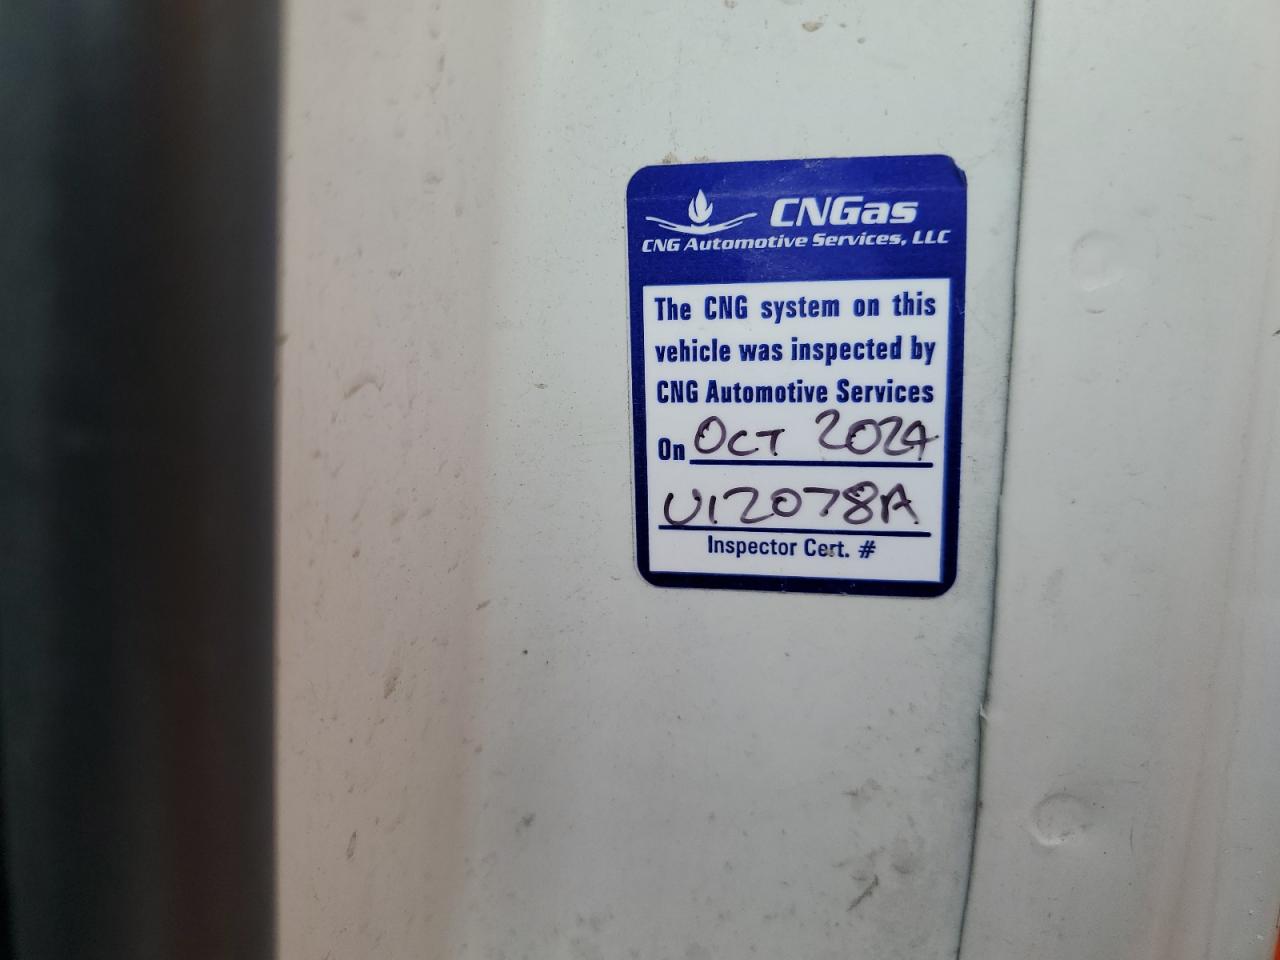 CNGas
CNG Automotive Services, LLC
The CNG system on this
vehicle was inspected by
CNG Automotive Services
On OCT 2024
U12078A
Inspector Cert. #